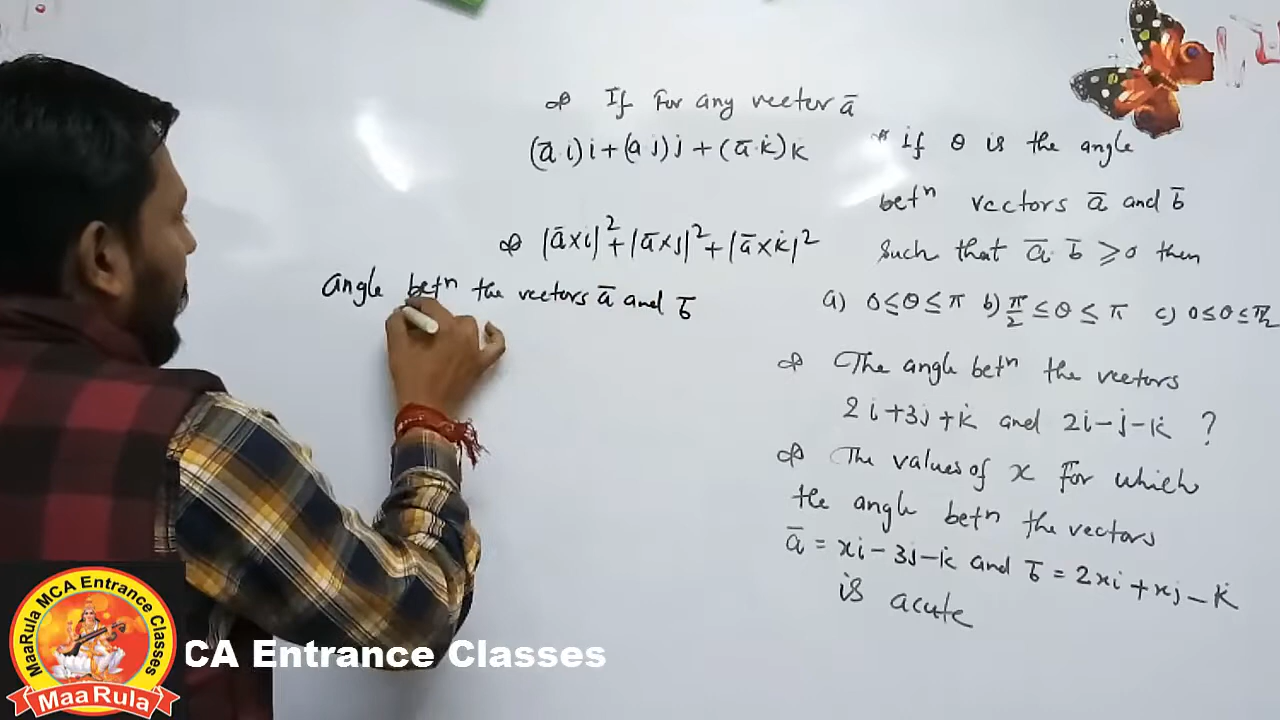 If For any vector ā
(ā.i)i+(a.j)j+(ā.k)k
|ā×i|²+|ā×j|²+|ā×k|²
angle betⁿ the vectors ā and b̄
* If θ is the angle
betⁿ vectors ā and b̄
such that ā.b̄ ⩾0 then
a) 0≤θ≤π b) π/2 ≤θ≤ π c) 0≤θ≤π/2
The angle betⁿ the vectors
2i+3j+k and 2i-j-k ?
The values of x For which
the angle betⁿ the vectors
ā = xi-3j-k and b̄ = 2xi+xj-k
is acute
MaaRula MCA Entrance Classes
MaaRula
CA Entrance Classes